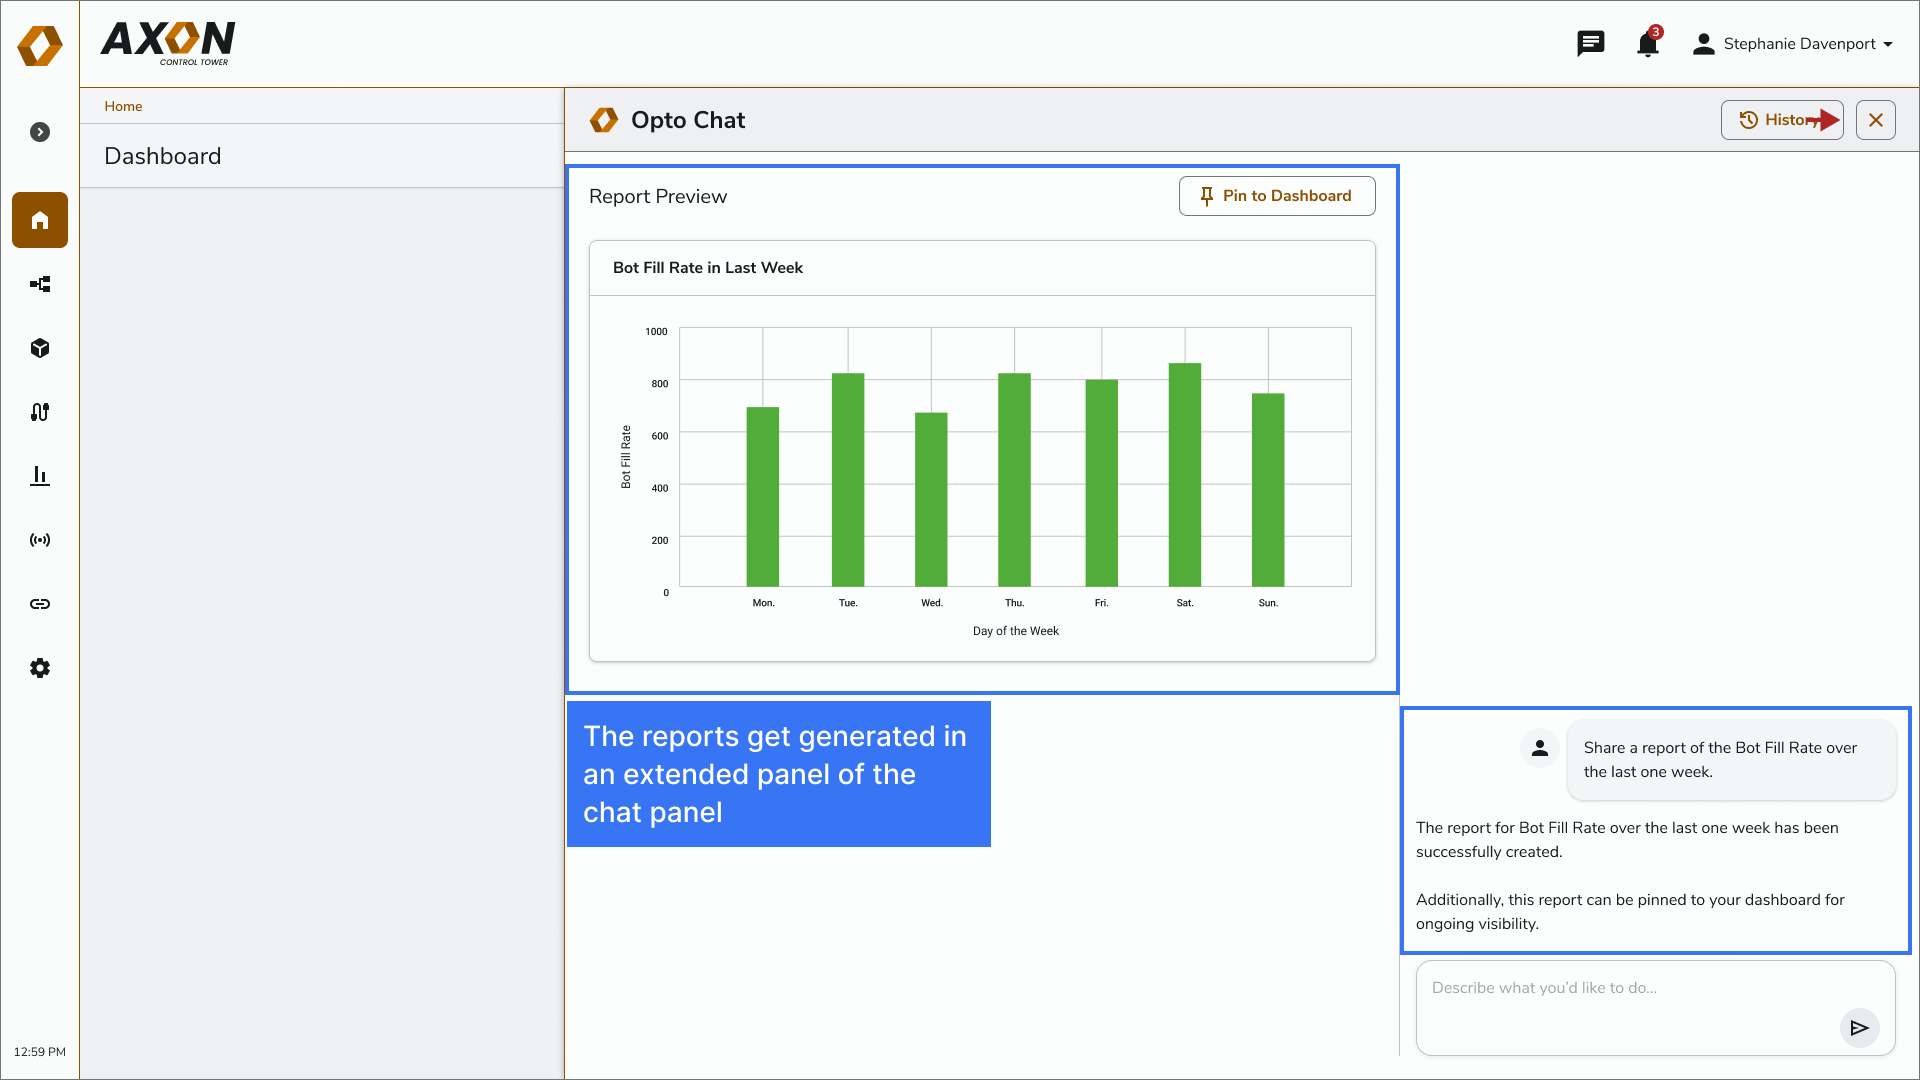 AXON
CONTROL TOWER
3
Stephanie Davenport
Home
Dashboard
Opto Chat
History
Report Preview
Pin to Dashboard
Bot Fill Rate in Last Week
1000
800
600
400
200
0
Bot Fill Rate
Mon.
Tue.
Wed.
Thu.
Fri.
Sat.
Sun.
Day of the Week
The reports get generated in
an extended panel of the
chat panel
Share a report of the Bot Fill Rate over
the last one week.
The report for Bot Fill Rate over the last one week has been
successfully created.
Additionally, this report can be pinned to your dashboard for
ongoing visibility.
Describe what you'd like to do...
12:59 PM